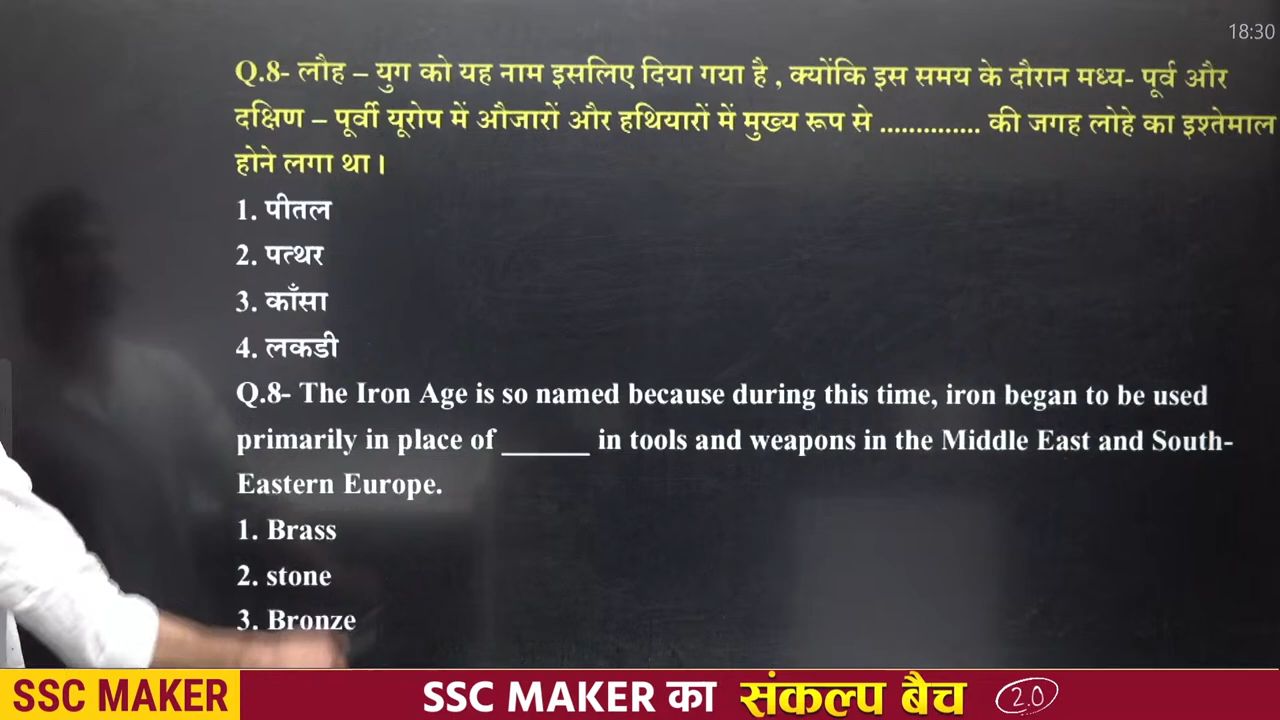 18:30
Q.8- लौह – युग को यह नाम इसलिए दिया गया है , क्योंकि इस समय के दौरान मध्य- पूर्व और
दक्षिण – पूर्वी यूरोप में औजारों और हथियारों में मुख्य रूप से .............. की जगह लोहे का इश्तेमाल
होने लगा था।
1. पीतल
2. पत्थर
3. काँसा
4. लकडी
Q.8- The Iron Age is so named because during this time, iron began to be used
primarily in place of ______ in tools and weapons in the Middle East and South-
Eastern Europe.
1. Brass
2. stone
3. Bronze
SSC MAKER SSC MAKER का संकल्प बैच 2.0